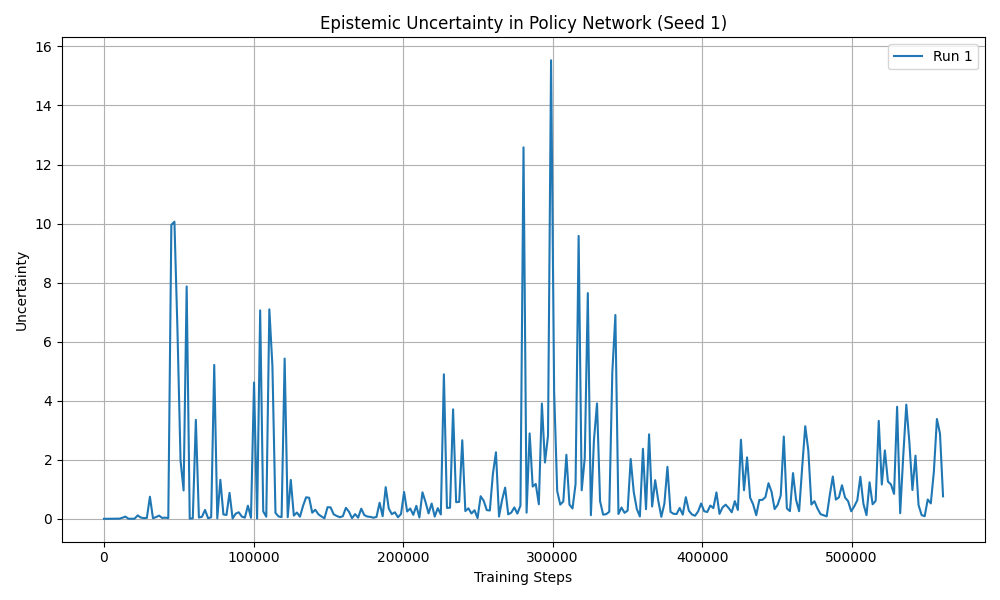 Epistemic Uncertainty in Policy Network (Seed 1)
Run 1
Uncertainty
16
14
12
10
8
6
4
2
0
0 100000 200000 300000 400000 500000
Training Steps